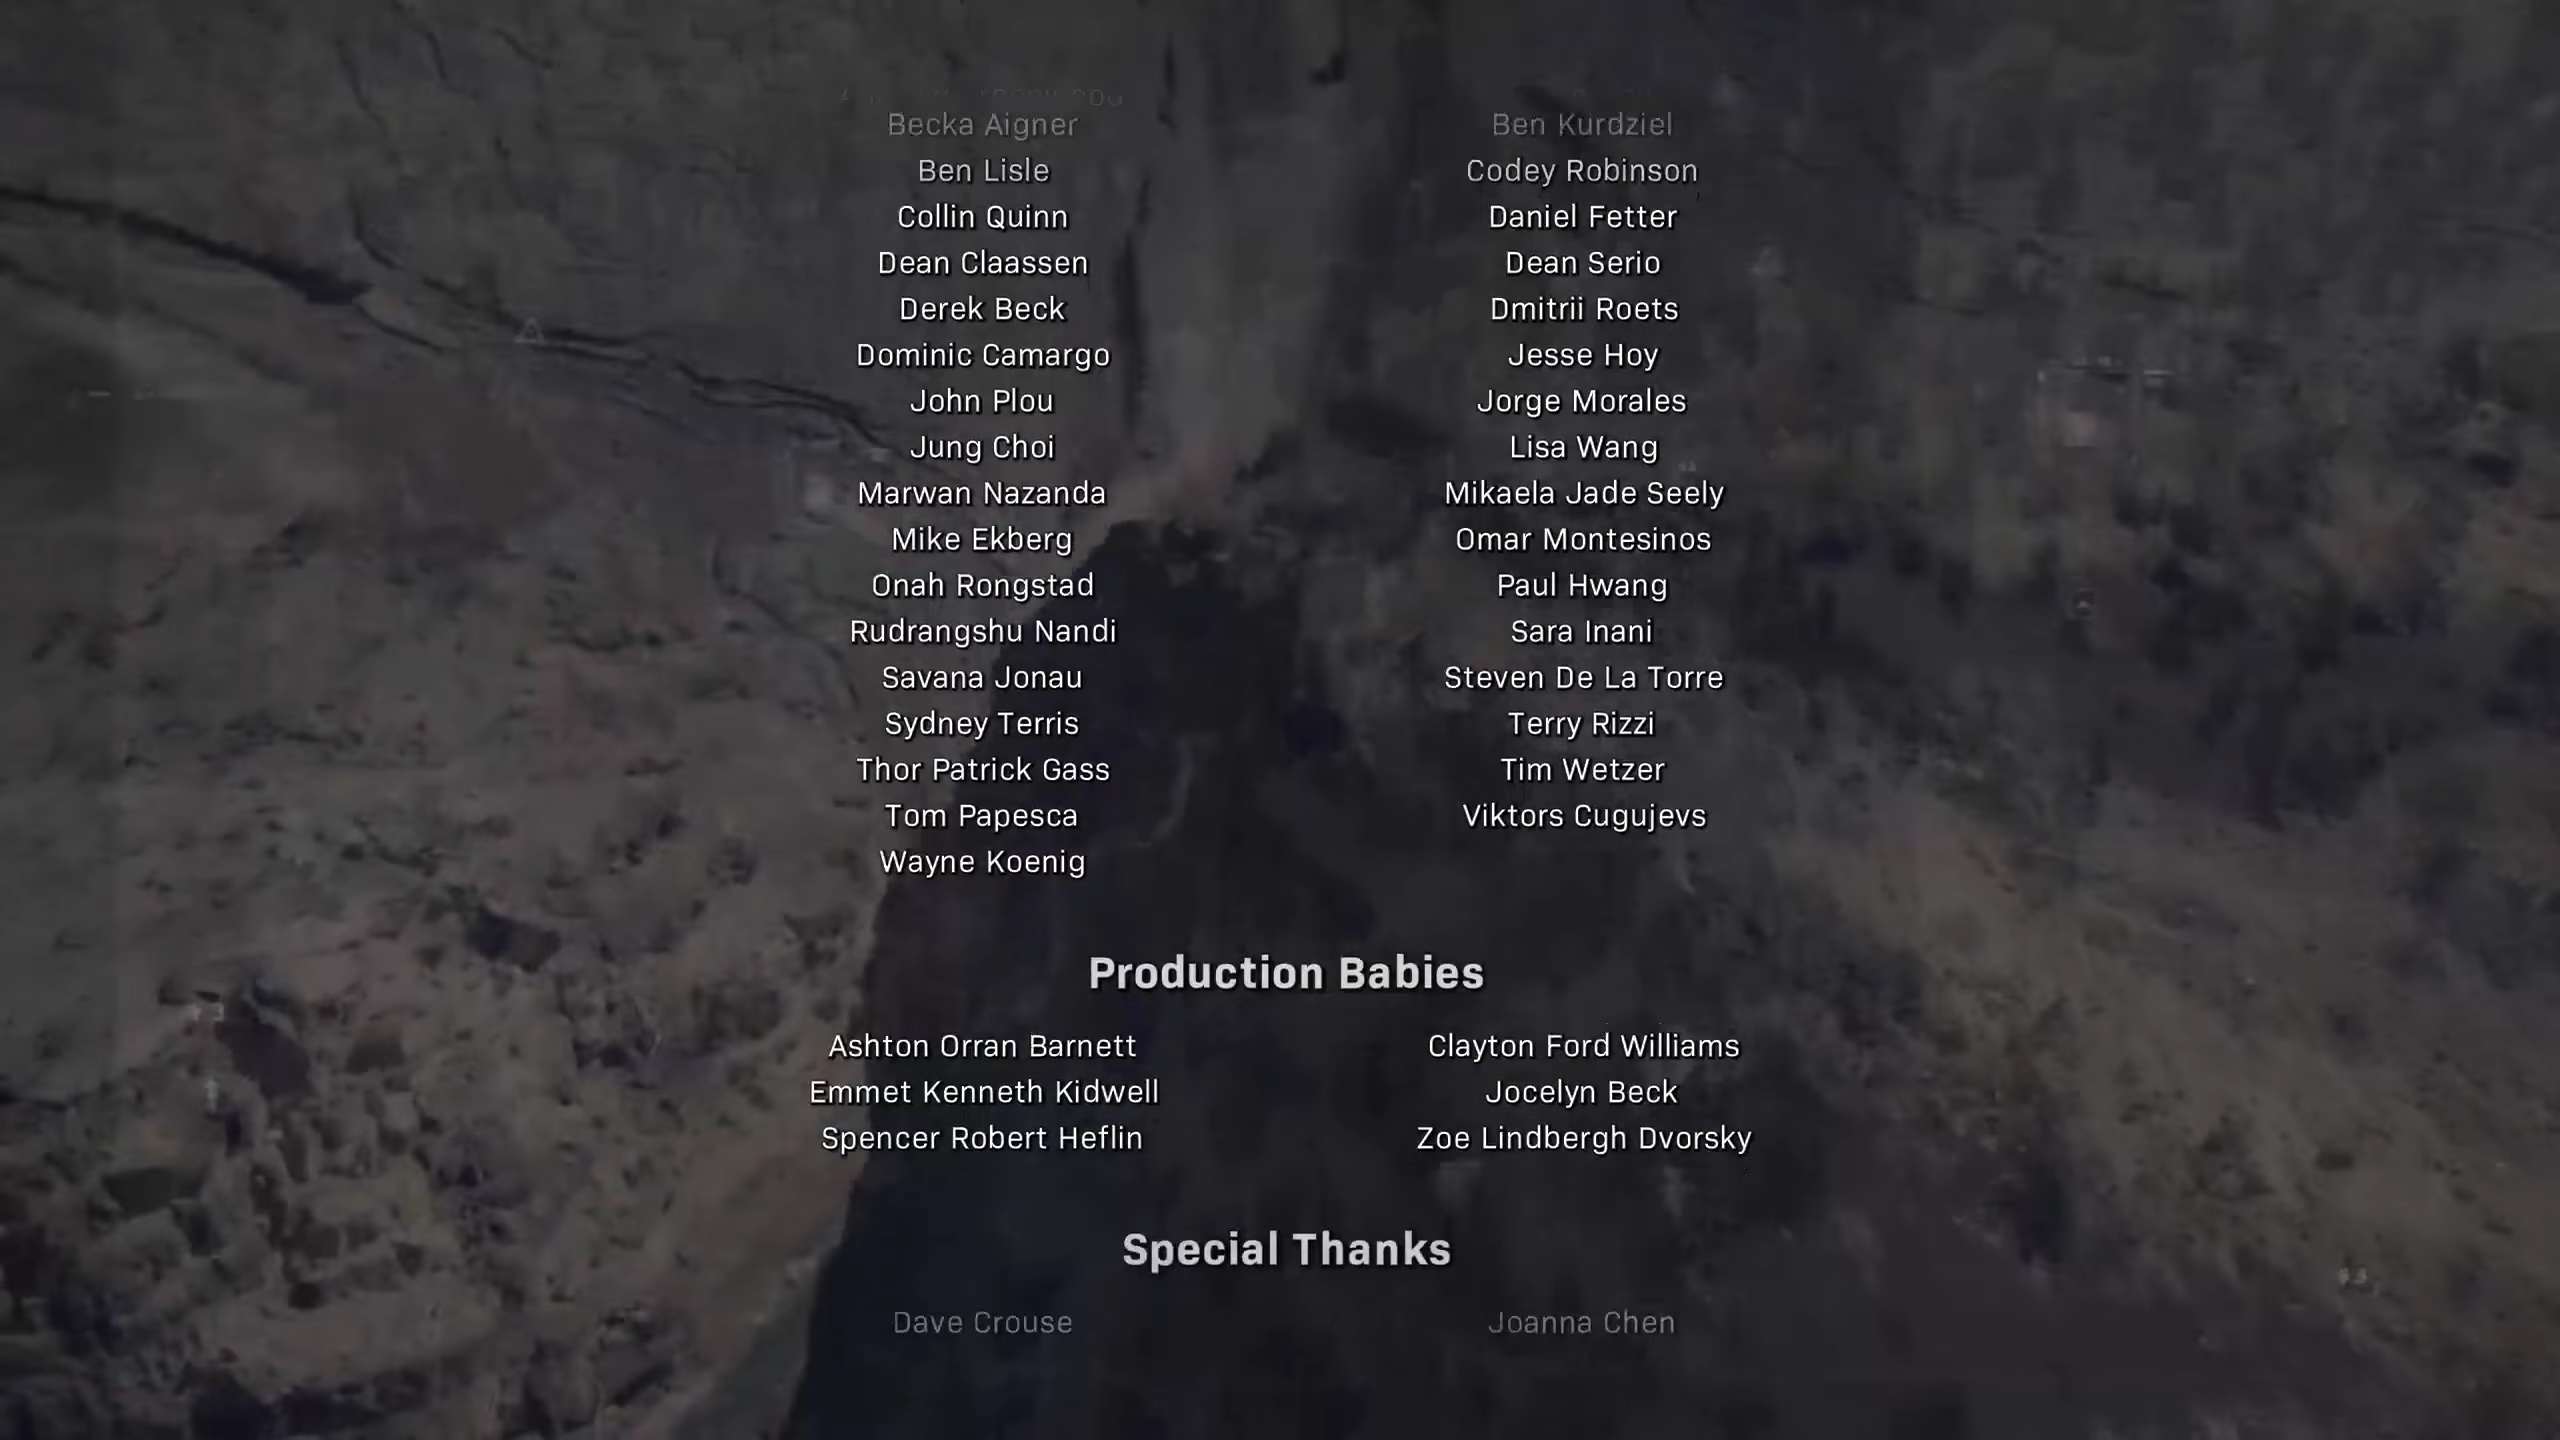 Becka Aigner Ben Kurdziel
Ben Lisle Codey Robinson
Collin Quinn Daniel Fetter
Dean Claassen Dean Serio
Derek Beck Dmitrii Roets
Dominic Camargo Jesse Hoy
John Plou Jorge Morales
Jung Choi Lisa Wang
Marwan Nazanda Mikaela Jade Seely
Mike Ekberg Omar Montesinos
Onah Rongstad Paul Hwang
Rudrangshu Nandi Sara Inani
Savana Jonau Steven De La Torre
Sydney Terris Terry Rizzi
Thor Patrick Gass Tim Wetzer
Tom Papesca Viktors Cugujevs
Wayne Koenig
Production Babies
Ashton Orran Barnett Clayton Ford Williams
Emmet Kenneth Kidwell Jocelyn Beck
Spencer Robert Heflin Zoe Lindbergh Dvorsky
Special Thanks
Dave Crouse Joanna Chen